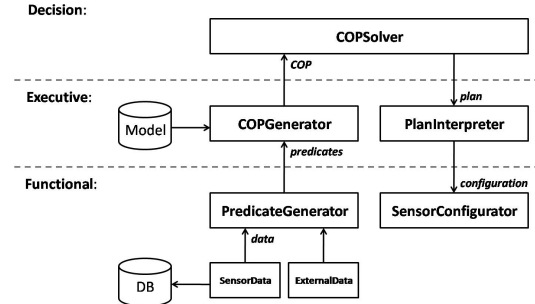 Decision:
COPSolver
COP
plan
Executive:
Model
COPGenerator
PlanInterpreter
predicates
configuration
Functional:
PredicateGenerator
SensorConfigurator
data
DB
SensorData
ExternalData